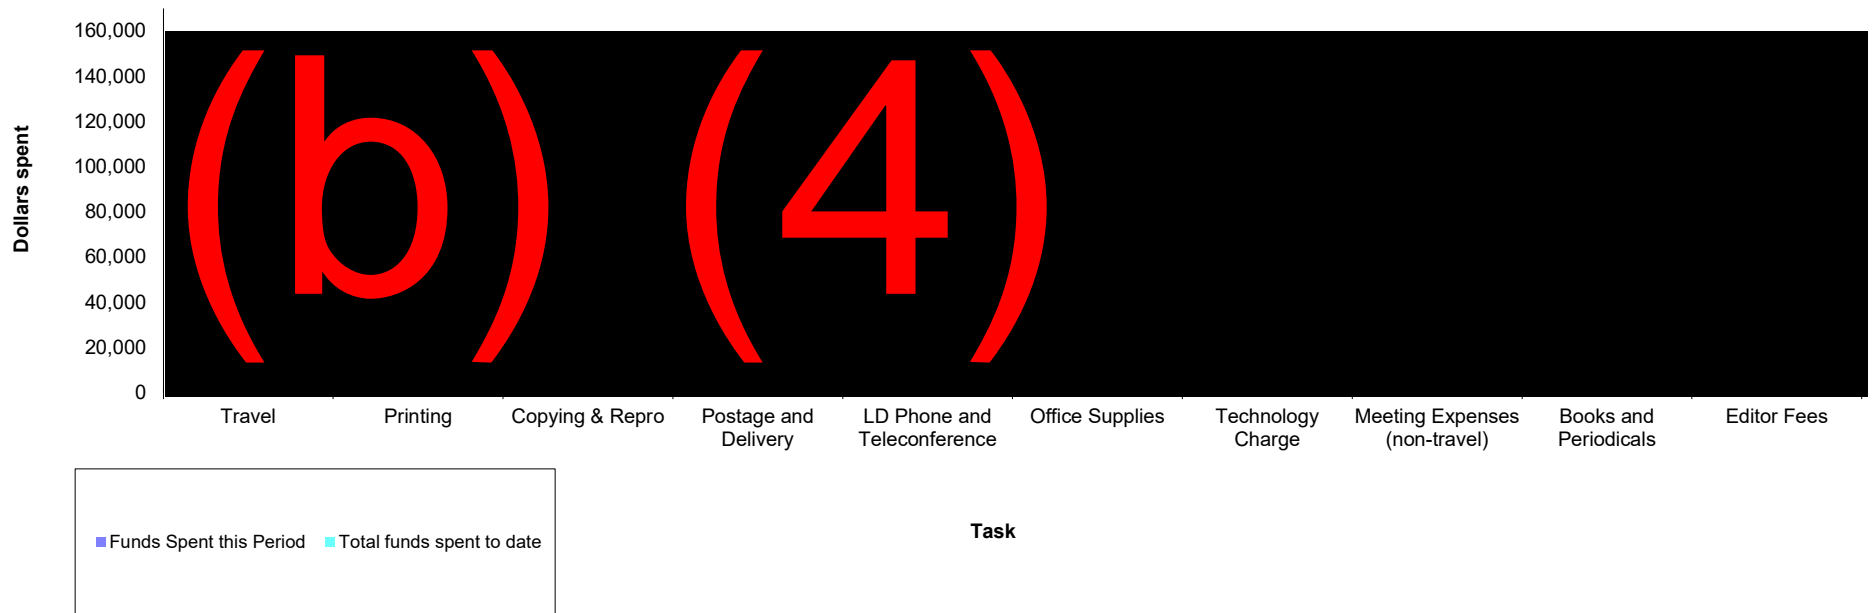 160,000
140,000
120,000
100,000
80,000
60,000
40,000
20,000
0
Dollars spent
(b) (4)
Travel
Printing
Copying & Repro
Postage and
Delivery
LD Phone and
Teleconference
Office Supplies
Technology
Charge
Meeting Expenses
(non-travel)
Books and
Periodicals
Editor Fees
Task
Funds Spent this Period
Total funds spent to date